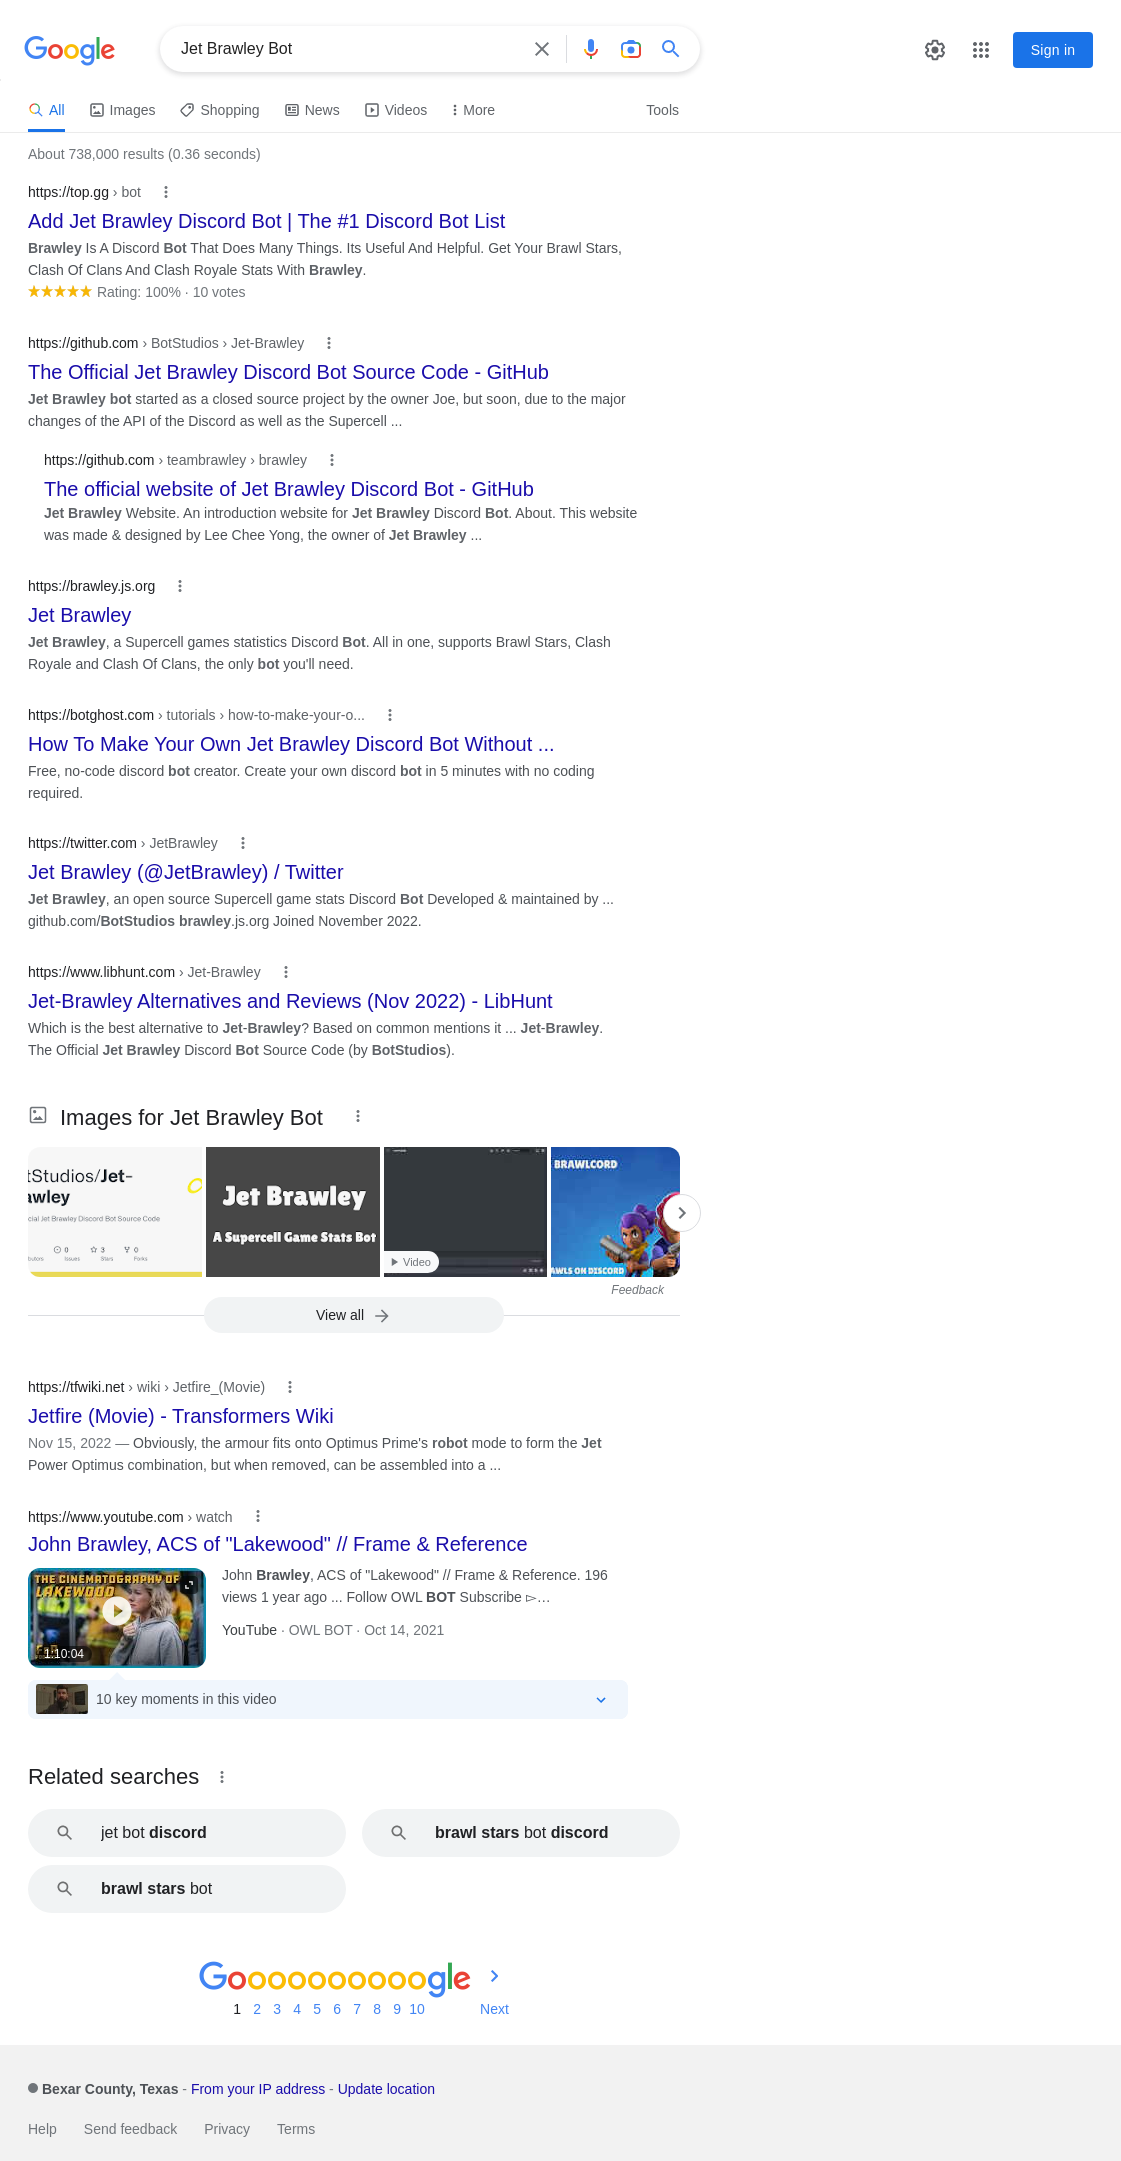 Google
Jet Brawley Bot
Sign in
All
Images
Shopping
News
Videos
More
Tools
About 738,000 results (0.36 seconds)
https://top.gg › bot
Add Jet Brawley Discord Bot | The #1 Discord Bot List
Brawley Is A Discord Bot That Does Many Things. Its Useful And Helpful. Get Your Brawl Stars,
Clash Of Clans And Clash Royale Stats With Brawley.
Rating: 100% · 10 votes
https://github.com › BotStudios › Jet-Brawley
The Official Jet Brawley Discord Bot Source Code - GitHub
Jet Brawley bot started as a closed source project by the owner Joe, but soon, due to the major
changes of the API of the Discord as well as the Supercell ...
https://github.com › teambrawley › brawley
The official website of Jet Brawley Discord Bot - GitHub
Jet Brawley Website. An introduction website for Jet Brawley Discord Bot. About. This website
was made & designed by Lee Chee Yong, the owner of Jet Brawley ...
https://brawley.js.org
Jet Brawley
Jet Brawley, a Supercell games statistics Discord Bot. All in one, supports Brawl Stars, Clash
Royale and Clash Of Clans, the only bot you'll need.
https://botghost.com › tutorials › how-to-make-your-o...
How To Make Your Own Jet Brawley Discord Bot Without ...
Free, no-code discord bot creator. Create your own discord bot in 5 minutes with no coding
required.
https://twitter.com › JetBrawley
Jet Brawley (@JetBrawley) / Twitter
Jet Brawley, an open source Supercell game stats Discord Bot Developed & maintained by ...
github.com/BotStudios brawley.js.org Joined November 2022.
https://www.libhunt.com › Jet-Brawley
Jet-Brawley Alternatives and Reviews (Nov 2022) - LibHunt
Which is the best alternative to Jet-Brawley? Based on common mentions it ... Jet-Brawley.
The Official Jet Brawley Discord Bot Source Code (by BotStudios).
Images for Jet Brawley Bot
tStudios/Jet-
awley
cial Jet Brawley Discord Bot Source Code
0
3
0
butors
Issues
Stars
Forks
Jet Brawley
A Supercell Game Stats Bot
Video
BRAWLCORD
AWLS ON DISCORD
Feedback
View all
https://tfwiki.net › wiki › Jetfire_(Movie)
Jetfire (Movie) - Transformers Wiki
Nov 15, 2022 — Obviously, the armour fits onto Optimus Prime's robot mode to form the Jet
Power Optimus combination, but when removed, can be assembled into a ...
https://www.youtube.com › watch
John Brawley, ACS of "Lakewood" // Frame & Reference
THE CINEMATOGRAPHY OF
LAKEWOOD
1:10:04
John Brawley, ACS of "Lakewood" // Frame & Reference. 196
views 1 year ago ... Follow OWL BOT Subscribe ▻…
YouTube · OWL BOT · Oct 14, 2021
10 key moments in this video
Related searches
jet bot discord
brawl stars bot discord
brawl stars bot
Goooooooooogle
1 2 3 4 5 6 7 8 9 10 Next
Bexar County, Texas - From your IP address - Update location
Help
Send feedback
Privacy
Terms